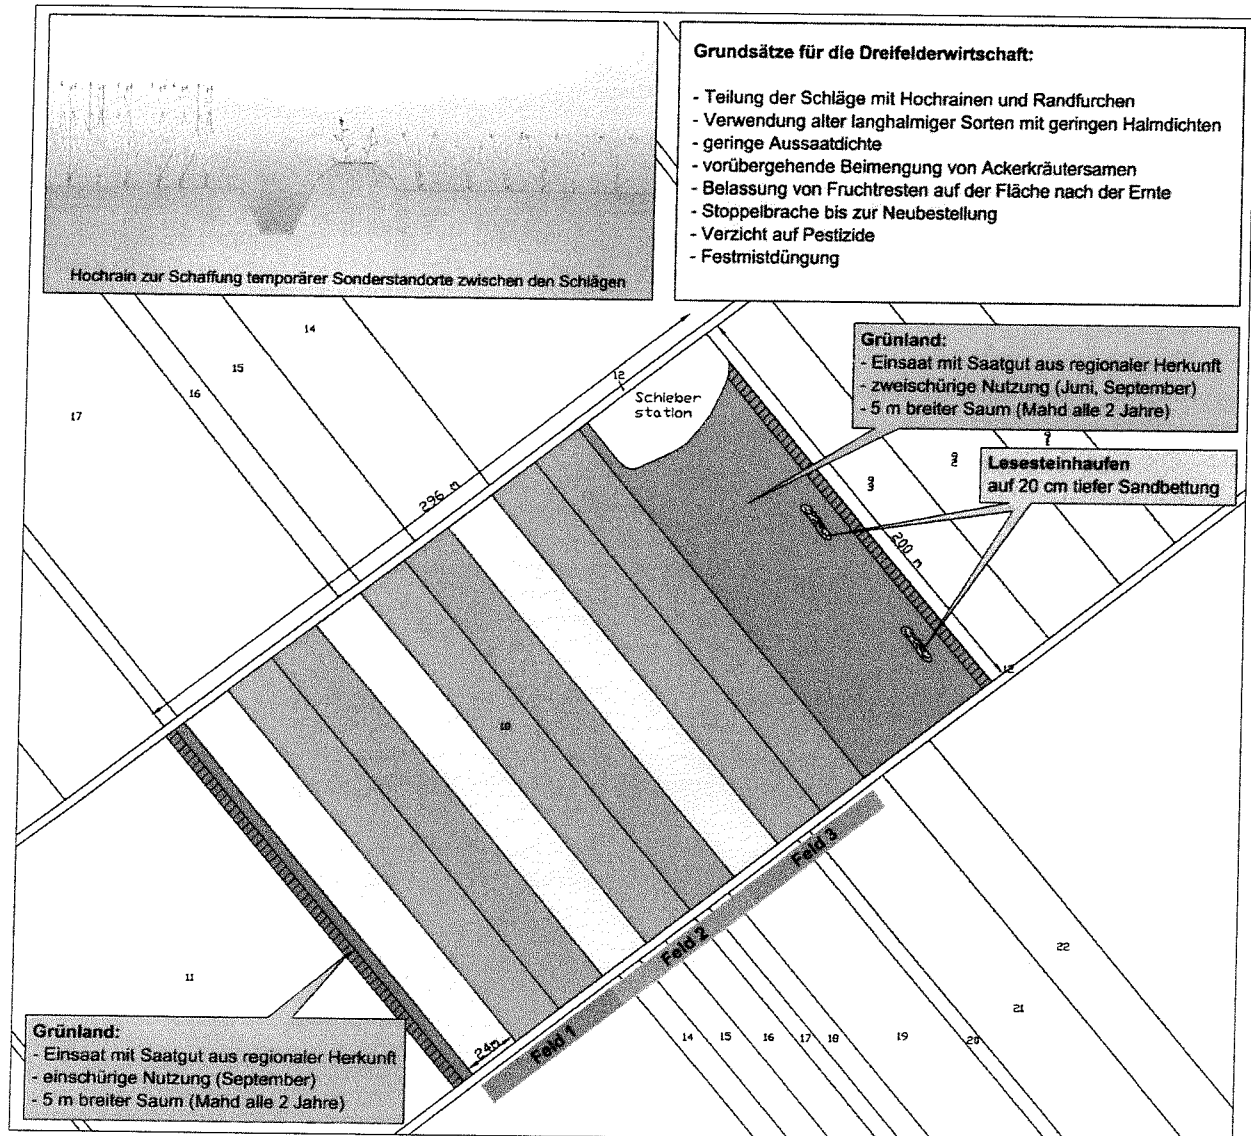 Hochrain zur Schaffung temporärer Sonderstandorte zwischen den Schlägen
Grundsätze für die Dreifelderwirtschaft:
- Teilung der Schläge mit Hochrainen und Randfurchen
- Verwendung alter langhalmiger Sorten mit geringen Halmdichten
- geringe Aussaatdichte
- vorübergehende Beimengung von Ackerkräutersamen
- Belassung von Fruchtresten auf der Fläche nach der Ernte
- Stoppelbrache bis zur Neubestellung
- Verzicht auf Pestizide
- Festmistdüngung
14
15
16
17
12
Schieber
station
Grünland:
- Einsaat mit Saatgut aus regionaler Herkunft
- zweischürige Nutzung (Juni, September)
- 5 m breiter Saum (Mahd alle 2 Jahre)
Lesesteinhaufen
auf 20 cm tiefer Sandbettung
296 m
200 m
12
Feld 3
Feld 2
Feld 1
24m
11
22
21
20
19
18
17
16
15
14
Grünland:
- Einsaat mit Saatgut aus regionaler Herkunft
- einschürige Nutzung (September)
- 5 m breiter Saum (Mahd alle 2 Jahre)